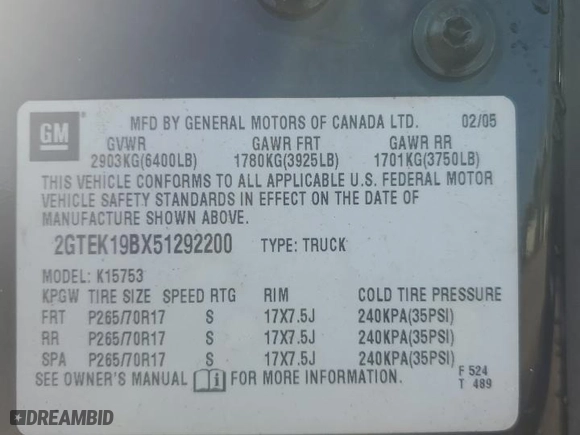 GM
MFD BY GENERAL MOTORS OF CANADA LTD. 02/05
GVWR GAWR FRT GAWR RR
2903KG(6400LB) 1780KG(3925LB) 1701KG(3750LB)
THIS VEHICLE CONFORMS TO ALL APPLICABLE U.S. FEDERAL MOTOR
VEHICLE SAFETY STANDARDS IN EFFECT ON THE DATE OF
MANUFACTURE SHOWN ABOVE.
2GTEK19BX51292200 TYPE: TRUCK
MODEL: K15753
KPGW TIRE SIZE SPEED RTG RIM COLD TIRE PRESSURE
FRT P265/70R17 S 17X7.5J 240KPA(35PSI)
RR P265/70R17 S 17X7.5J 240KPA(35PSI)
SPA P265/70R17 S 17X7.5J 240KPA(35PSI)
SEE OWNER'S MANUAL i FOR MORE INFORMATION.
F 524
T 489
DREAMBID